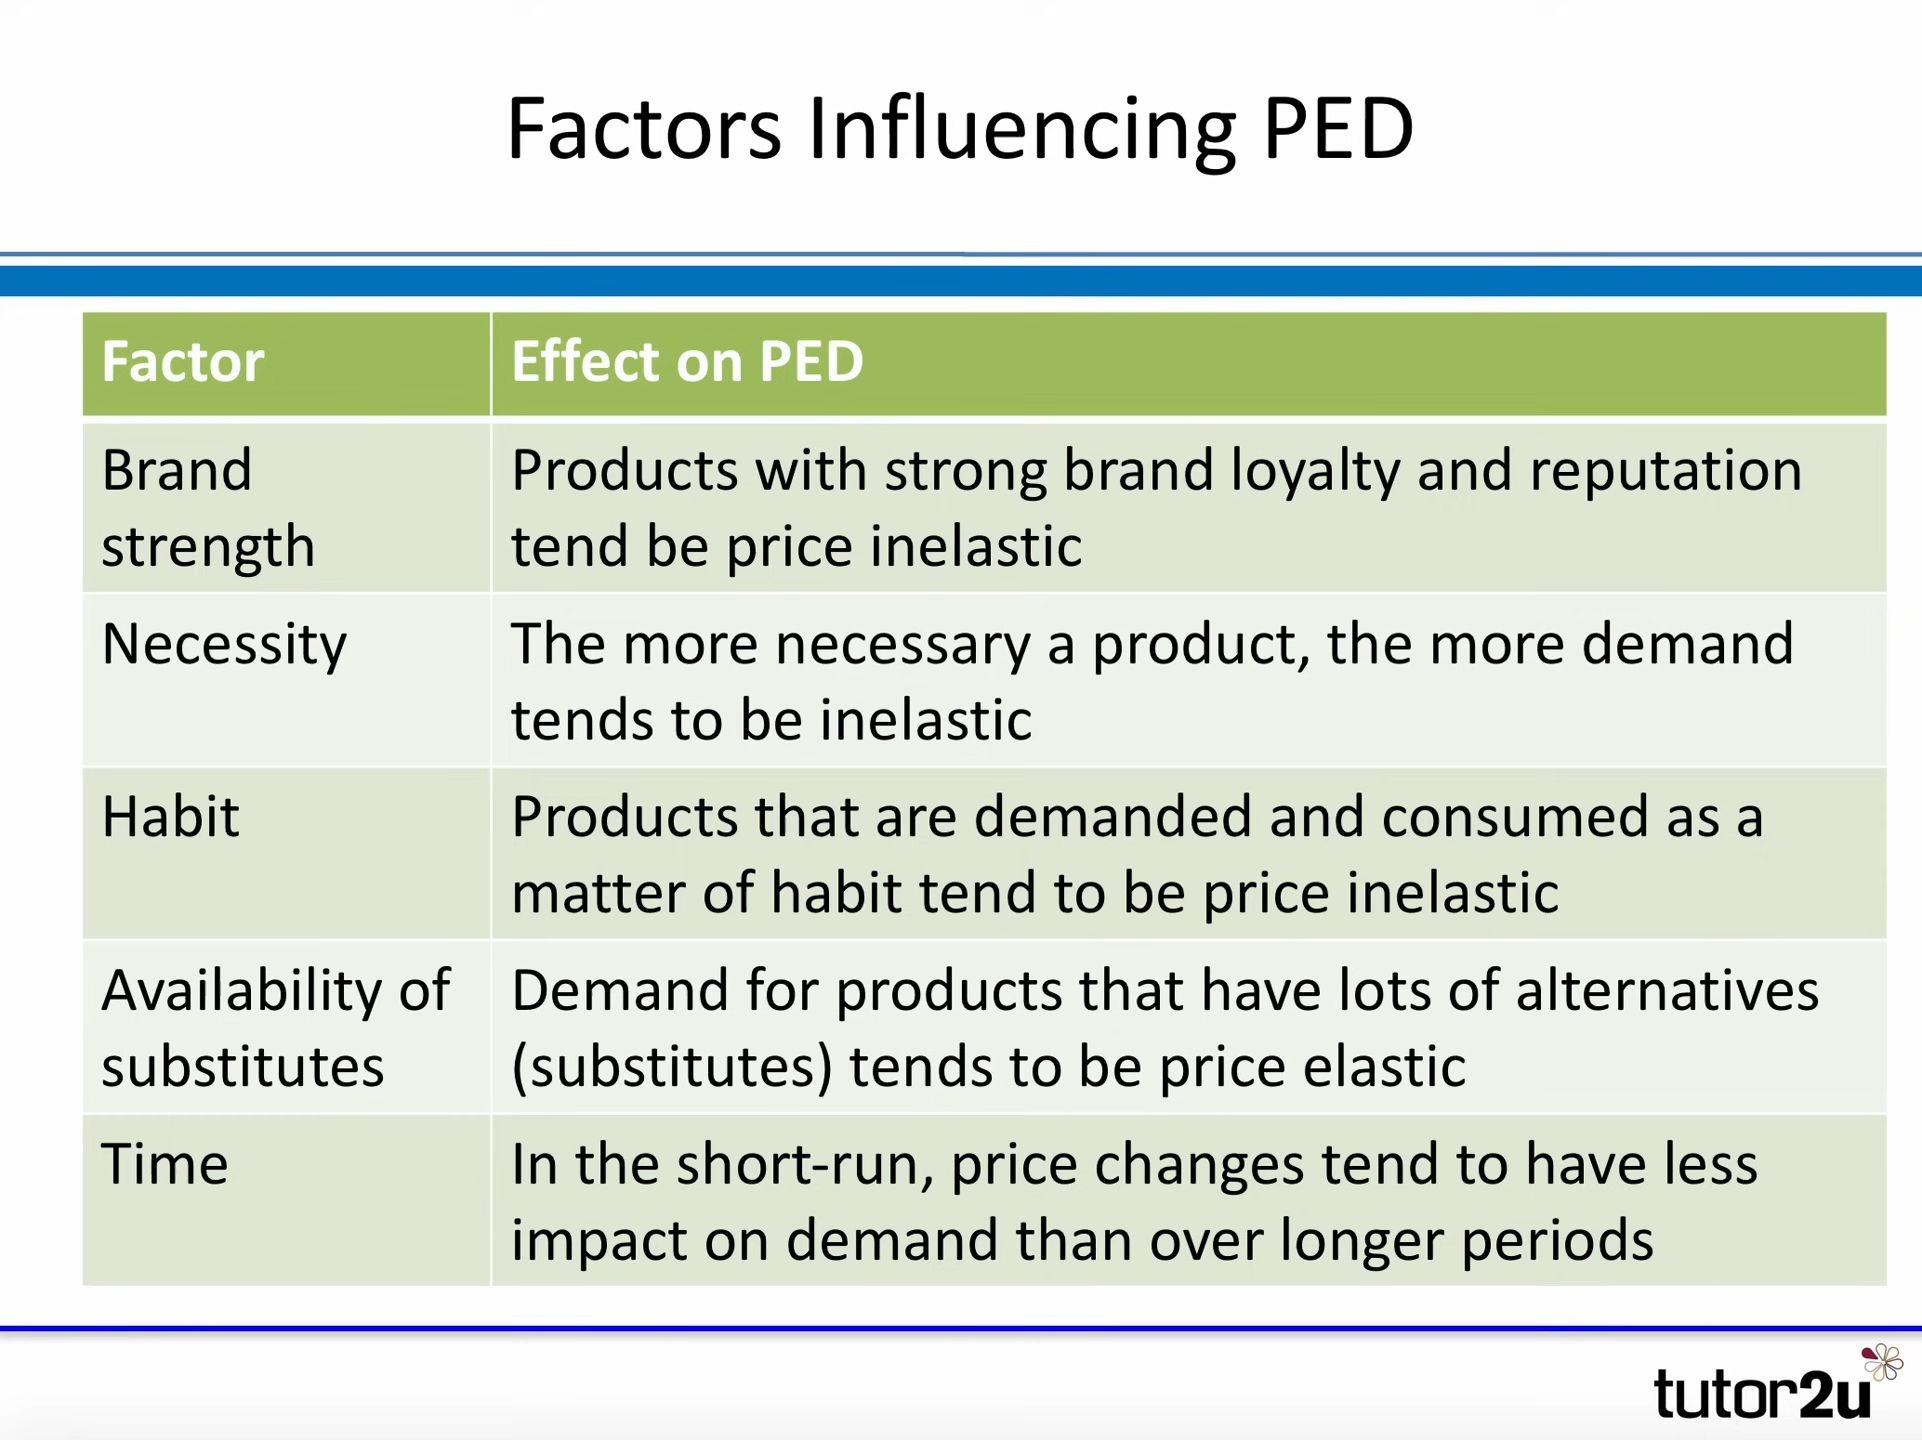 Factors Influencing PED
Factor
Effect on PED
Brand
strength
Products with strong brand loyalty and reputation
tend be price inelastic
Necessity
The more necessary a product, the more demand
tends to be inelastic
Habit
Products that are demanded and consumed as a
matter of habit tend to be price inelastic
Availability of
substitutes
Demand for products that have lots of alternatives
(substitutes) tends to be price elastic
Time
In the short-run, price changes tend to have less
impact on demand than over longer periods
tutor2u